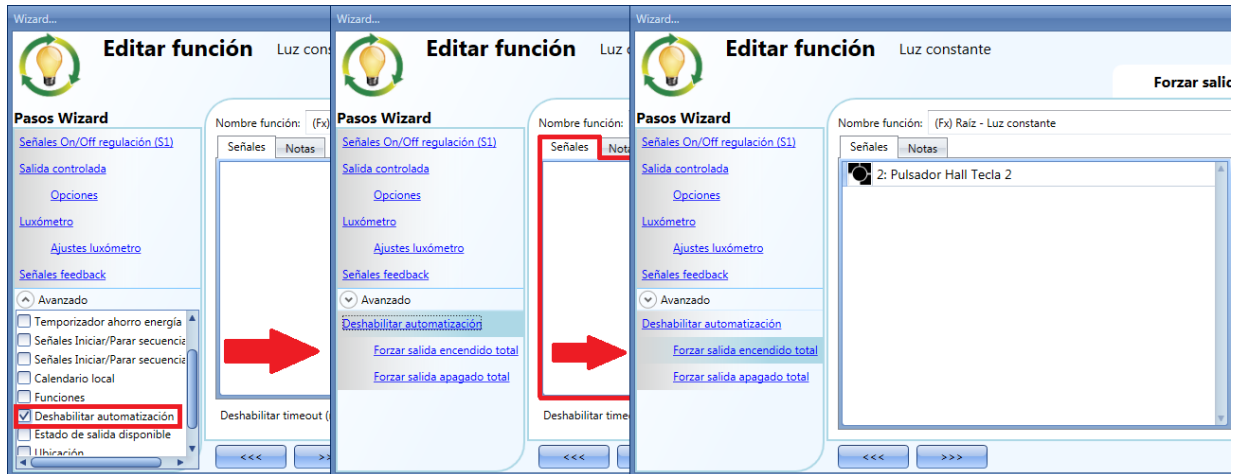 Wizard...
Editar función Luz cons
Pasos Wizard
Señales On/Off regulación (S1)
Salida controlada
Opciones
Luxómetro
Ajustes luxómetro
Señales feedback
Avanzado
Temporizador ahorro energía
Señales Iniciar/Parar secuencia
Señales Iniciar/Parar secuencia
Calendario local
Funciones
Deshabilitar automatización
Estado de salida disponible
Ubicación
Nombre función: (Fx)
Señales Notas
Deshabilitar timeout (
<<< >>
Wizard...
Editar función Luz c
Pasos Wizard
Señales On/Off regulación (S1)
Salida controlada
Opciones
Luxómetro
Ajustes luxómetro
Señales feedback
Avanzado
Deshabilitar automatización
Forzar salida encendido total
Forzar salida apagado total
Nombre función:
Señales Nota
Deshabilitar time
<<<
Wizard...
Editar función Luz constante
Forzar salid
Pasos Wizard
Señales On/Off regulación (S1)
Salida controlada
Opciones
Luxómetro
Ajustes luxómetro
Señales feedback
Avanzado
Deshabilitar automatización
Forzar salida encendido total
Forzar salida apagado total
Nombre función: (Fx) Raíz - Luz constante
Señales Notas
2: Pulsador Hall Tecla 2
<<< >>>